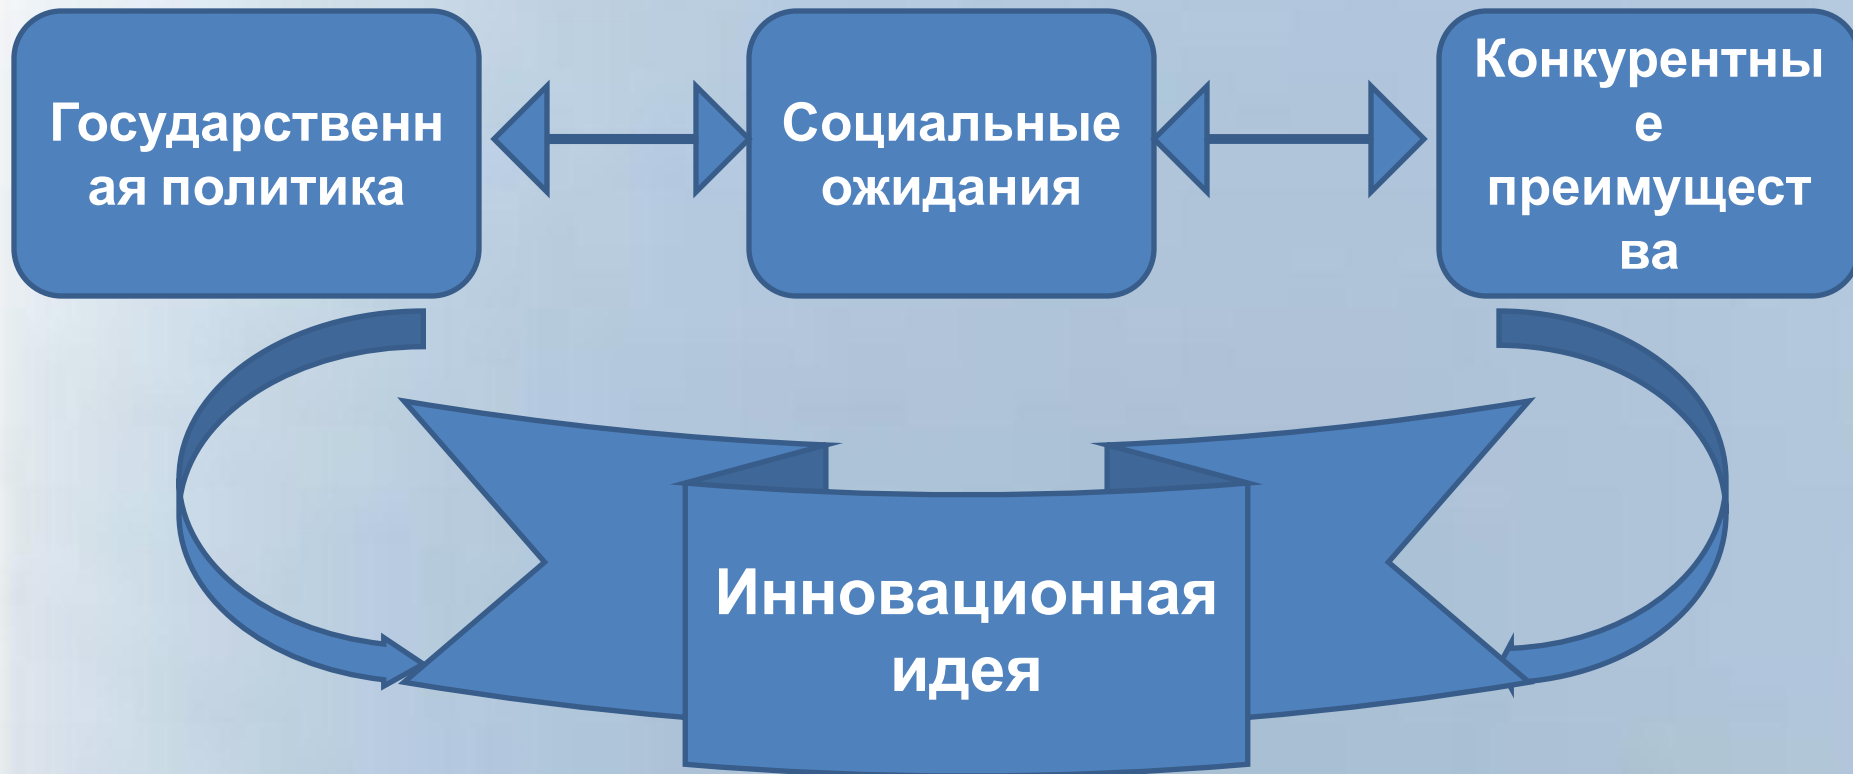 Государственн
ая политика
Социальные
ожидания
Конкурентны
е
преимущест
ва
Инновационная
идея